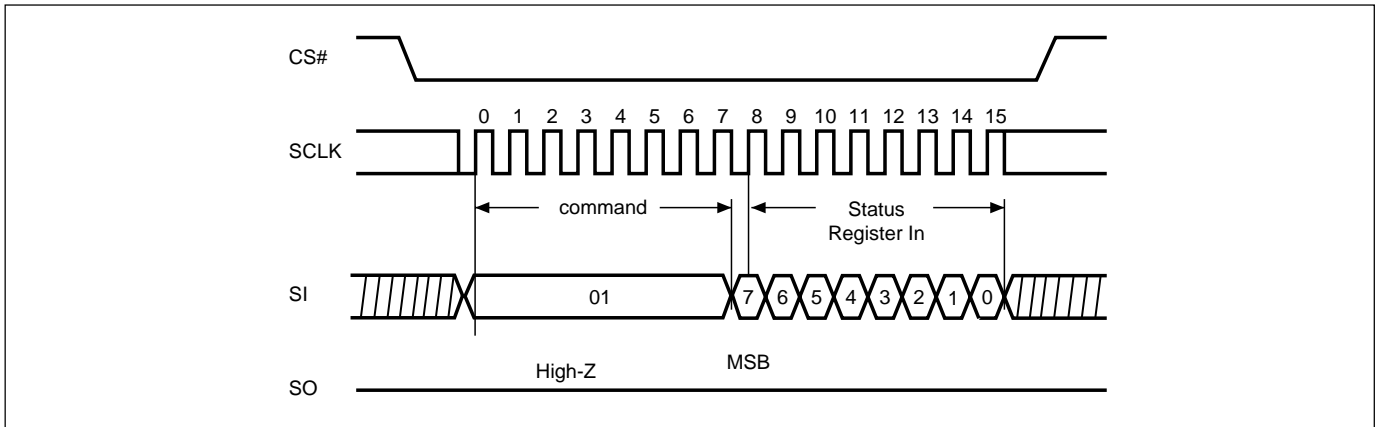 CS#
0 1 2 3 4 5 6 7 8 9 10 11 12 13 14 15
SCLK
command
Status
Register In
SI
01
7 6 5 4 3 2 1 0
MSB
High-Z
SO